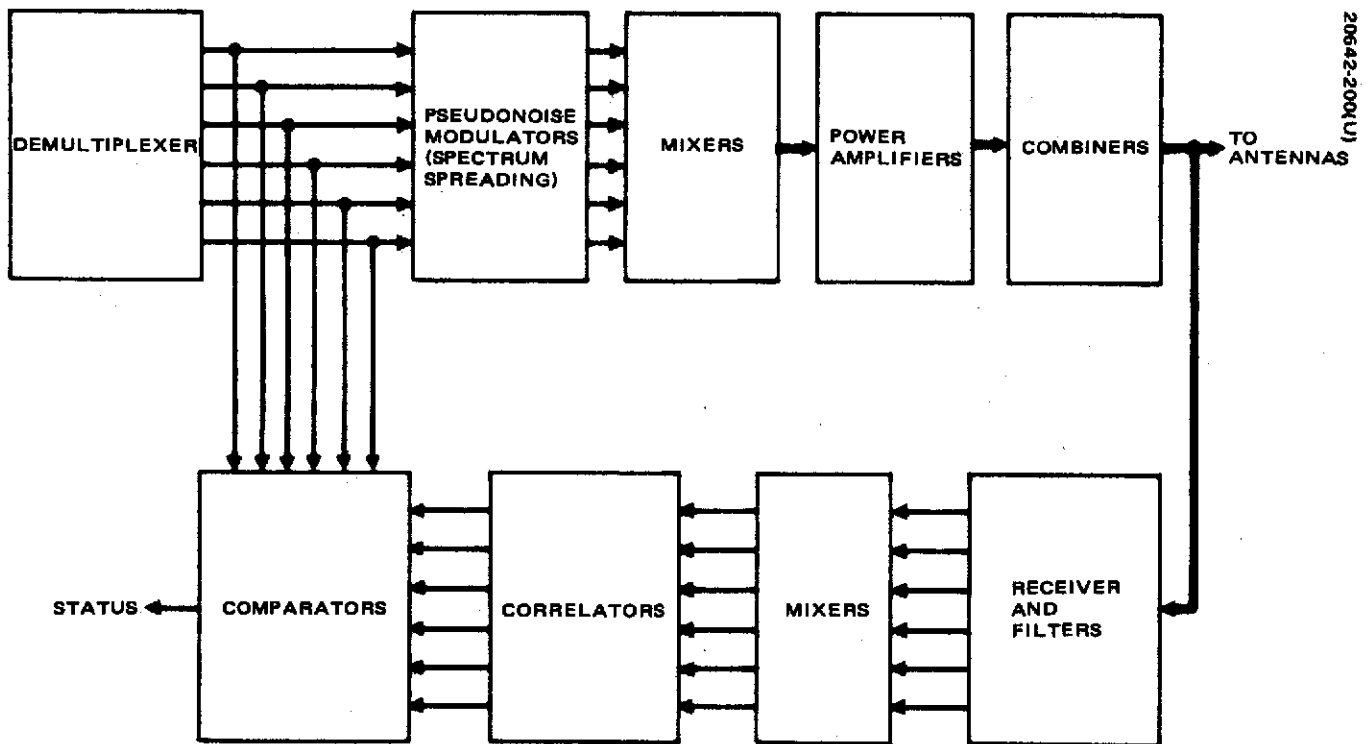 DEMULTIPLEXER
PSEUDONOISE
MODULATORS
(SPECTRUM
SPREADING)
MIXERS
POWER
AMPLIFIERS
COMBINERS
TO
ANTENNAS
20642-200(U)
STATUS
COMPARATORS
CORRELATORS
MIXERS
RECEIVER
AND
FILTERS